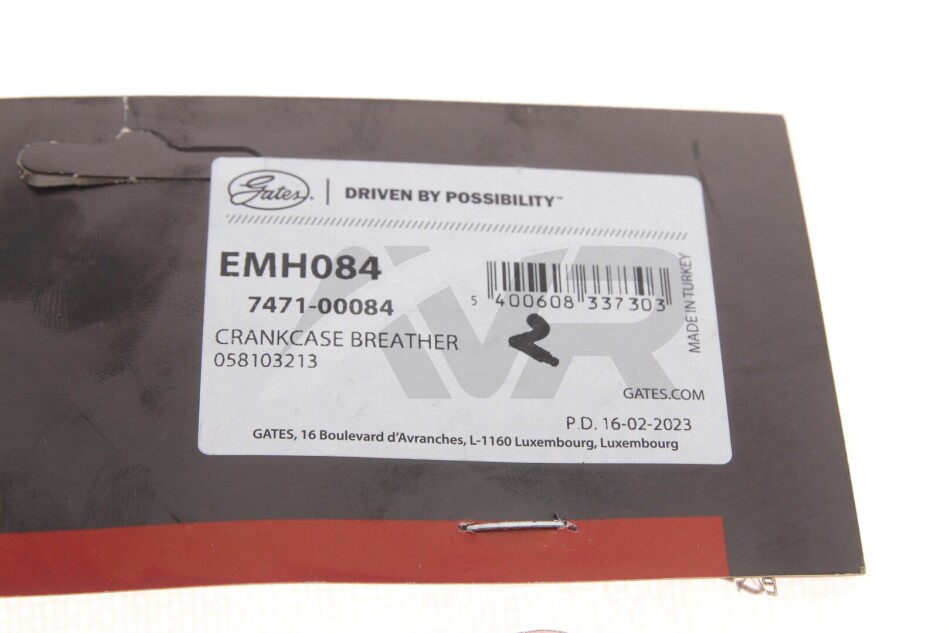 Gates. | DRIVEN BY POSSIBILITY™
EMH084
7471-00084
CRANKCASE BREATHER
058103213
5 400608 337303
2
MADE IN TURKEY
GATES.COM
P.D. 16-02-2023
GATES, 16 Boulevard d'Avranches, L-1160 Luxembourg, Luxembourg